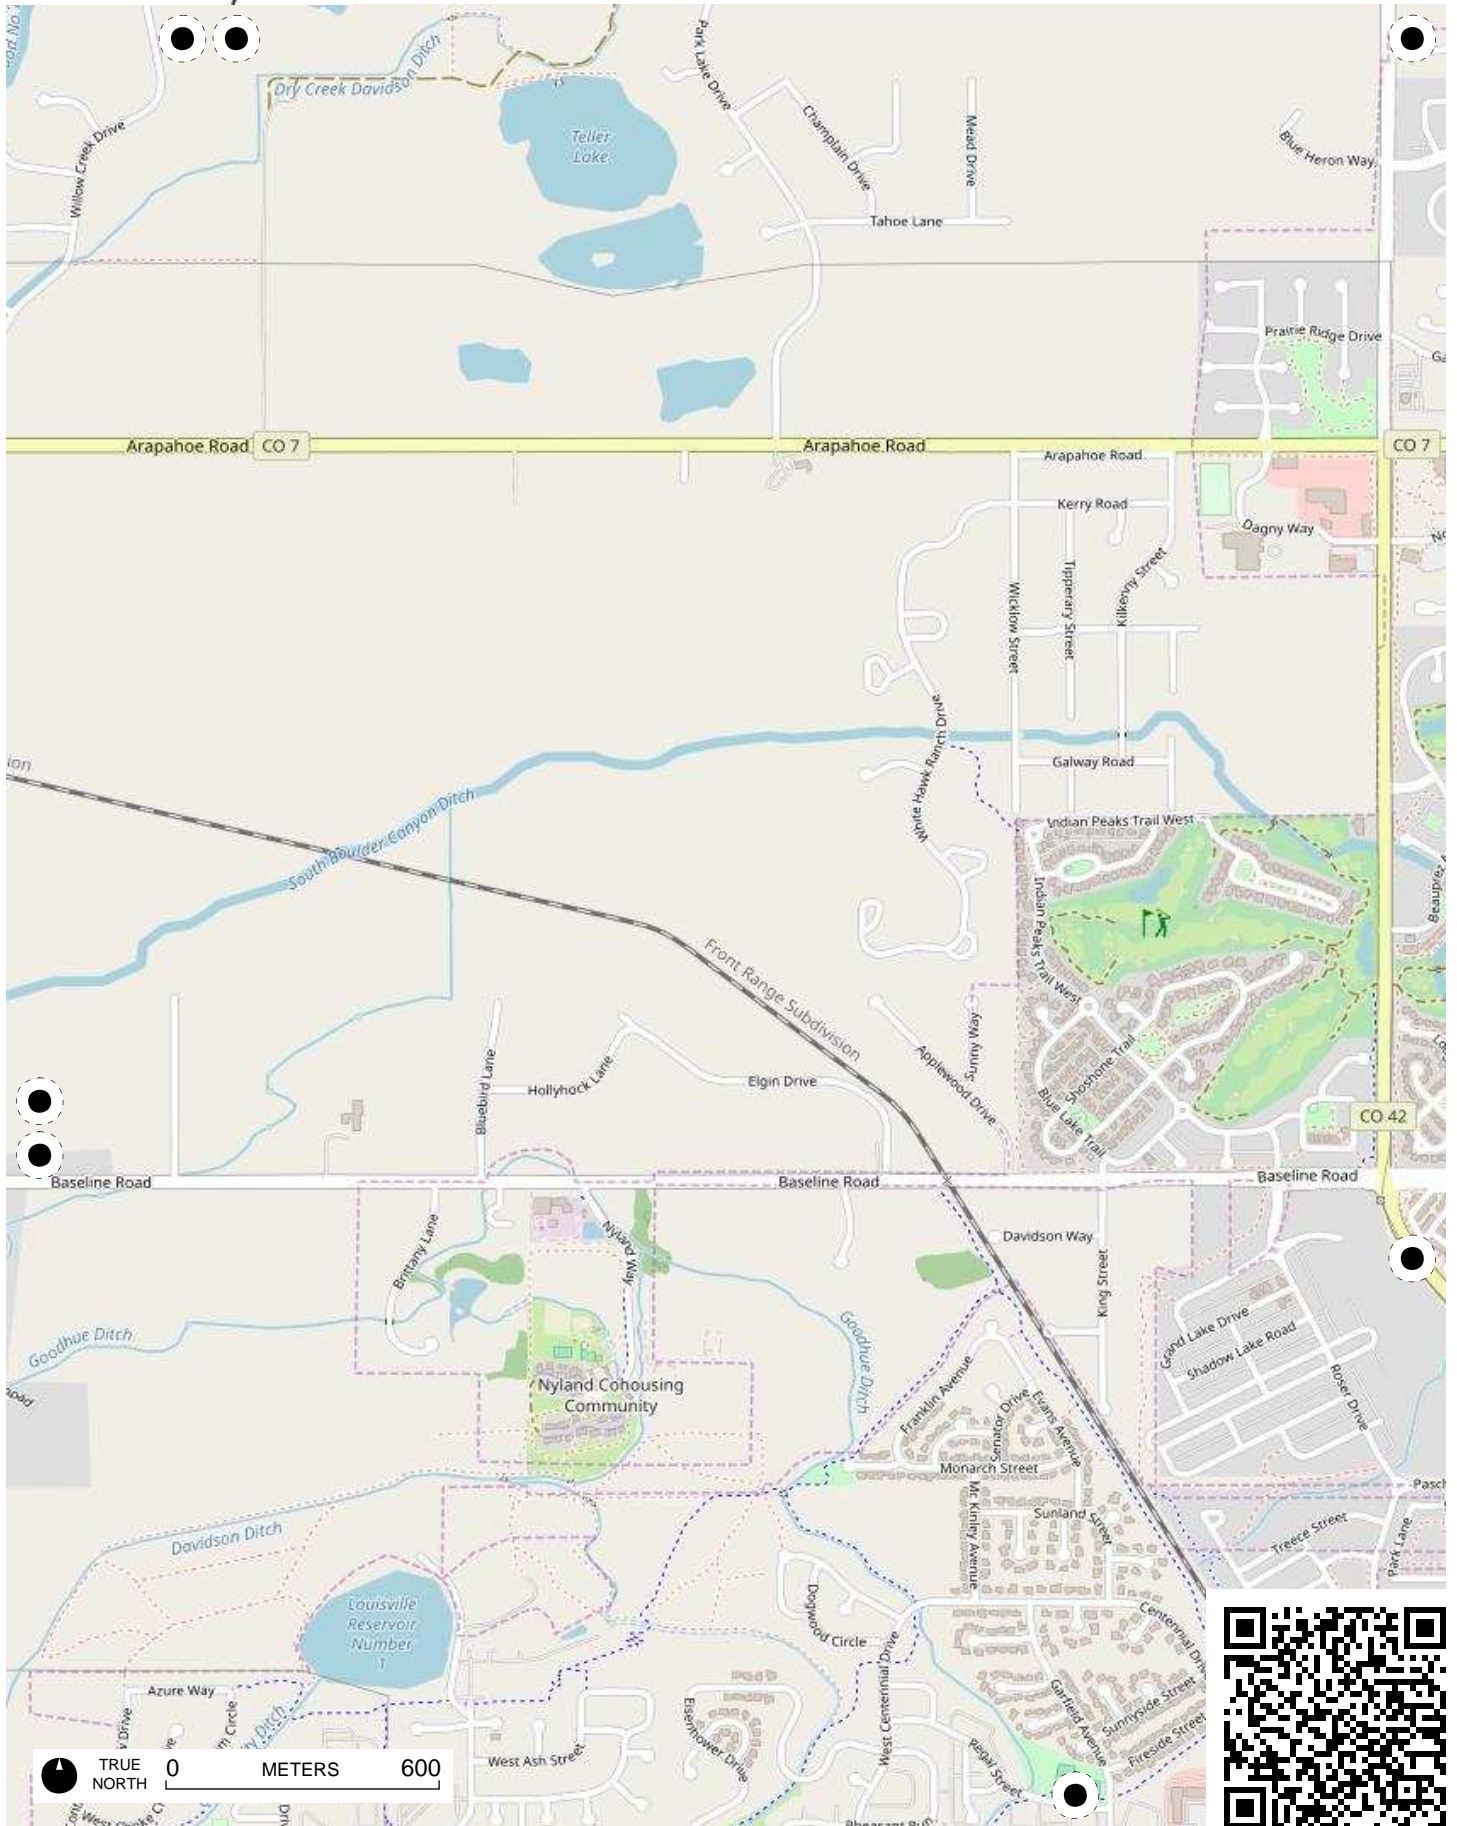 Dry Creek Davidson Ditch
Park Lake Drive
Willow Creek Drive
Teller
Lake
Champlain Drive
Mead Drive
Blue Heron Way
Tahoe Lane
Prairie Ridge Drive
Arapahoe Road
CO 7
Arapahoe Road
CO 7
Arapahoe Road
Kerry Road
Dagny Way
Tipperary Street
Kilkenny Street
Wicklow Street
White Hawk Ranch Drive
Galway Road
ion
South Boulder Canyon Ditch
Indian Peaks Trail West
Indian Peaks Trail West
Beauprez A
Front Range Subdivision
Sunny Way
Applewood Drive
Shoshone Trail
Blue Lake Trail
Bluebird Lane
Hollyhock Lane
Elgin Drive
CO 42
Baseline Road
Baseline Road
Baseline Road
Brittany Lane
Nyland Way
Davidson Way
King Street
Goodhue Ditch
Goodhue Ditch
Grand Lake Drive
Shadow Lake Road
Roser Drive
Nyland Cohousing
Community
Franklin Avenue
Senator Drive
Evans Avenue
Monarch Street
Mc Kinley Avenue
Sunland Street
Pasch
Treece Street
Park Lane
Davidson Ditch
Louisville
Reservoir
Number
1
Dogwood Circle
Centennial Drive
West Centennial Drive
Azure Way
Eisenhower Drive
Garfield Avenue
Sunnyside Street
Fireside Street
Regal Street
West Ash Street
Pheasant Run
TRUE
NORTH
0 METERS 600